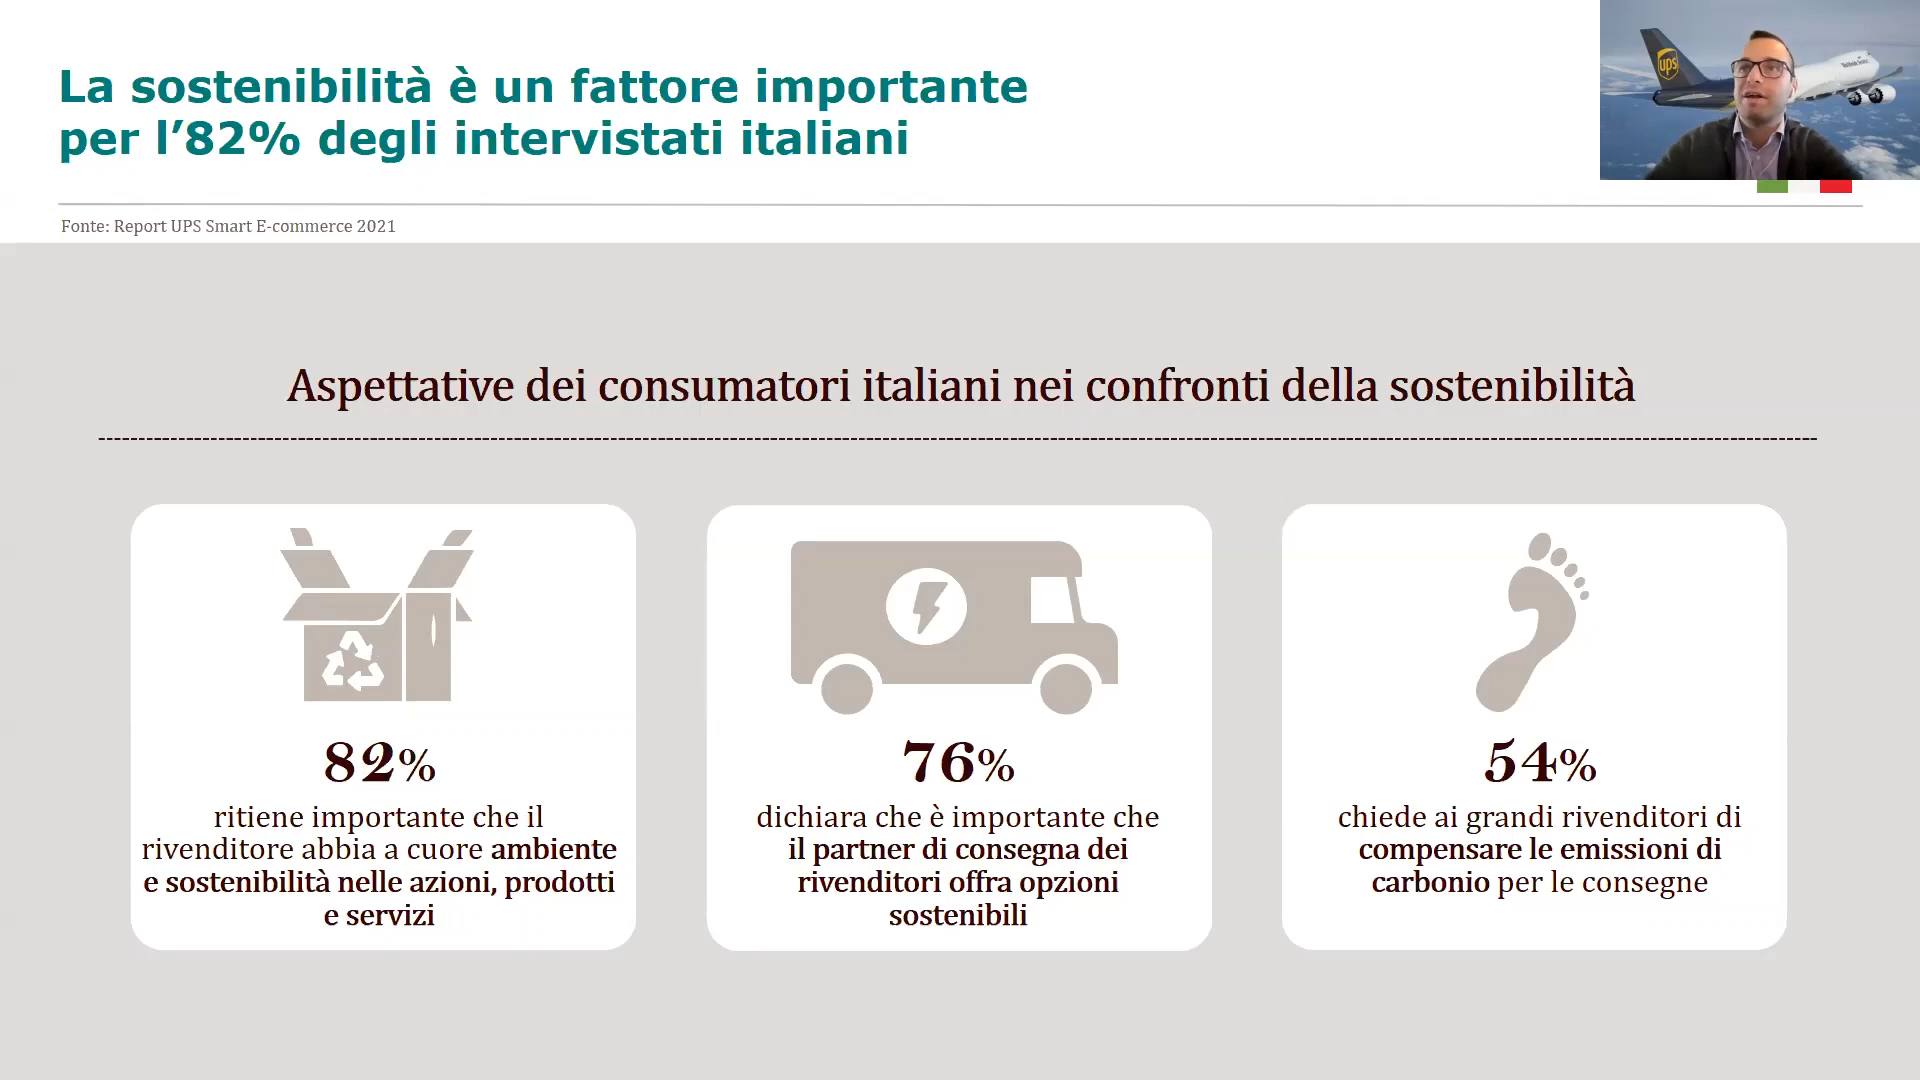 La sostenibilità è un fattore importante
per l’82% degli intervistati italiani
ups
Fonte: Report UPS Smart E-commerce 2021
Aspettative dei consumatori italiani nei confronti della sostenibilità
82%
ritiene importante che il
rivenditore abbia a cuore ambiente
e sostenibilità nelle azioni, prodotti
e servizi
76%
dichiara che è importante che
il partner di consegna dei
rivenditori offra opzioni
sostenibili
54%
chiede ai grandi rivenditori di
compensare le emissioni di
carbonio per le consegne